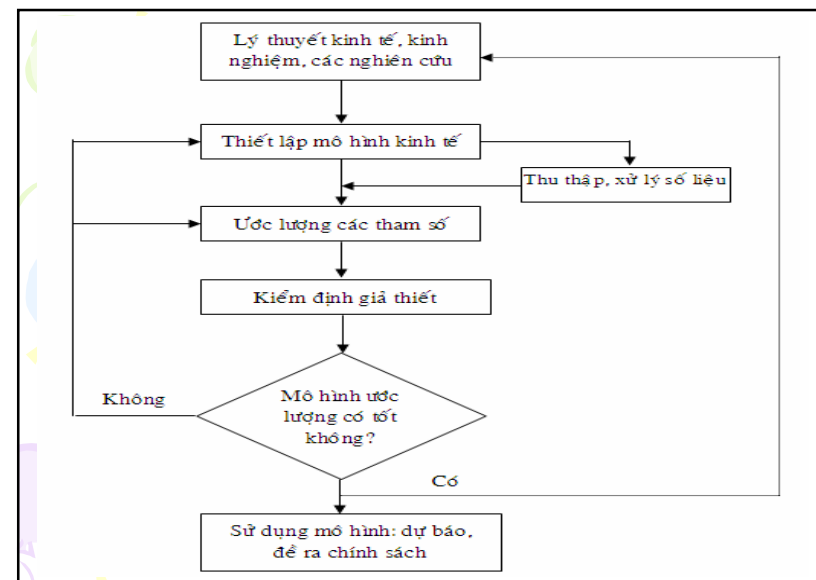 Lý thuyết kinh tế, kinh
nghiệm, các nghiên cứu
Thiết lập mô hình kinh tế
Thu thập, xử lý số liệu
Ước lượng các tham số
Kiểm định giả thiết
Không
Mô hình ước
lượng có tốt
không?
Có
Sử dụng mô hình: dự báo,
đề ra chính sách